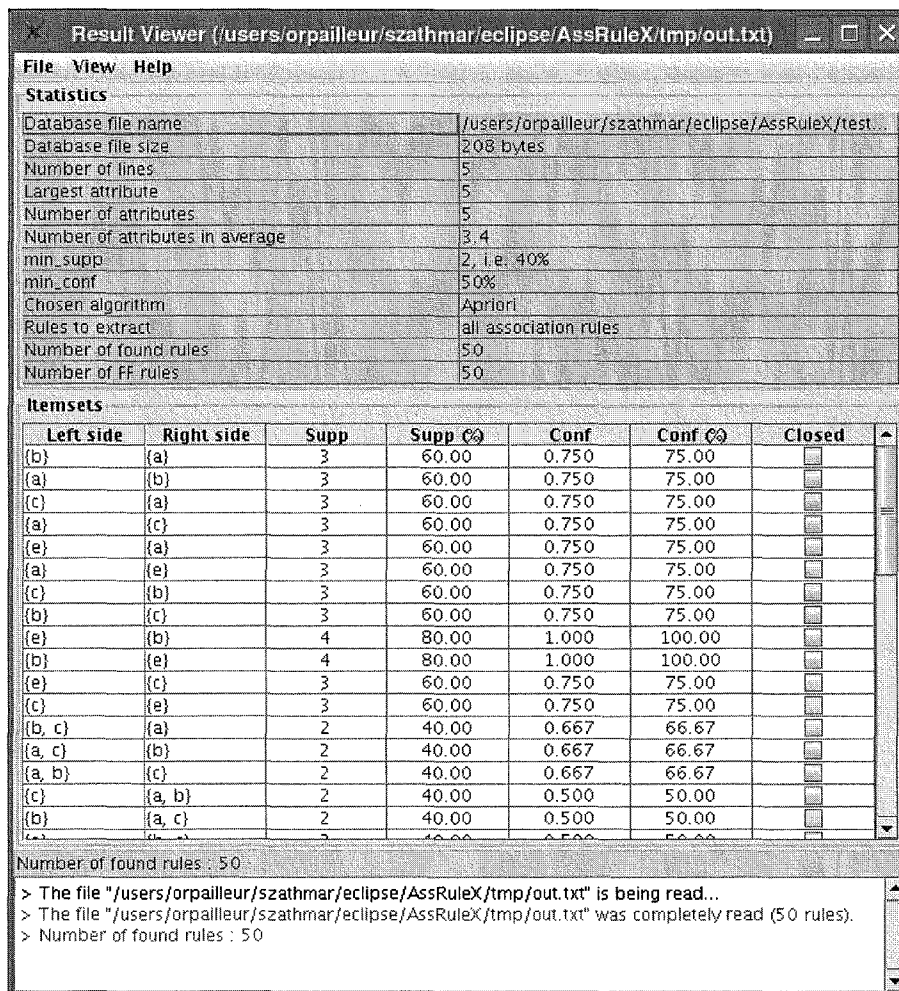 Result Viewer (/users/orpailleur/szathmar/eclipse/AssRuleX/tmp/out.txt)
File View Help
Statistics
Database file name /users/orpailleur/szathmar/eclipse/AssRuleX/test...
Database file size 208 bytes
Number of lines 5
Largest attribute 5
Number of attributes 5
Number of attributes in average 3.4
min_supp 2, i.e. 40%
min_conf 50%
Chosen algorithm Apriori
Rules to extract all association rules
Number of found rules 50
Number of FF rules 50
Itemsets
Left side Right side Supp Supp (%) Conf Conf (%) Closed
{b} {a} 3 60.00 0.750 75.00
{a} {b} 3 60.00 0.750 75.00
{c} {a} 3 60.00 0.750 75.00
{a} {c} 3 60.00 0.750 75.00
{e} {a} 3 60.00 0.750 75.00
{a} {e} 3 60.00 0.750 75.00
{c} {b} 3 60.00 0.750 75.00
{b} {c} 3 60.00 0.750 75.00
{e} {b} 4 80.00 1.000 100.00
{b} {e} 4 80.00 1.000 100.00
{e} {c} 3 60.00 0.750 75.00
{c} {e} 3 60.00 0.750 75.00
{b, c} {a} 2 40.00 0.667 66.67
{a, c} {b} 2 40.00 0.667 66.67
{a, b} {c} 2 40.00 0.667 66.67
{c} {a, b} 2 40.00 0.500 50.00
{b} {a, c} 2 40.00 0.500 50.00
Number of found rules : 50
> The file "/users/orpailleur/szathmar/eclipse/AssRuleX/tmp/out.txt" is being read...
> The file "/users/orpailleur/szathmar/eclipse/AssRuleX/tmp/out.txt" was completely read (50 rules).
> Number of found rules : 50